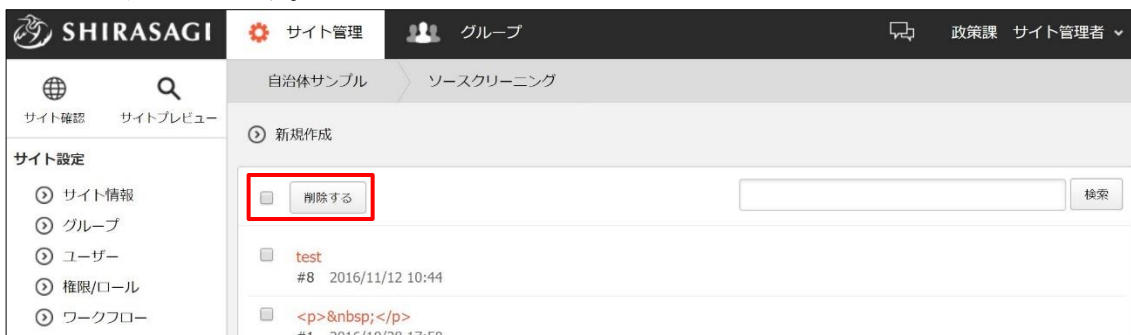 SHIRASAGI サイト管理 グループ 政策課 サイト管理者
サイト確認 サイトプレビュー
自治体サンプル ソースクリーニング
新規作成
サイト設定
サイト情報
グループ
ユーザー
権限/ロール
ワークフロー
削除する 検索
test
#8 2016/11/12 10:44
<p>&nbsp;</p>